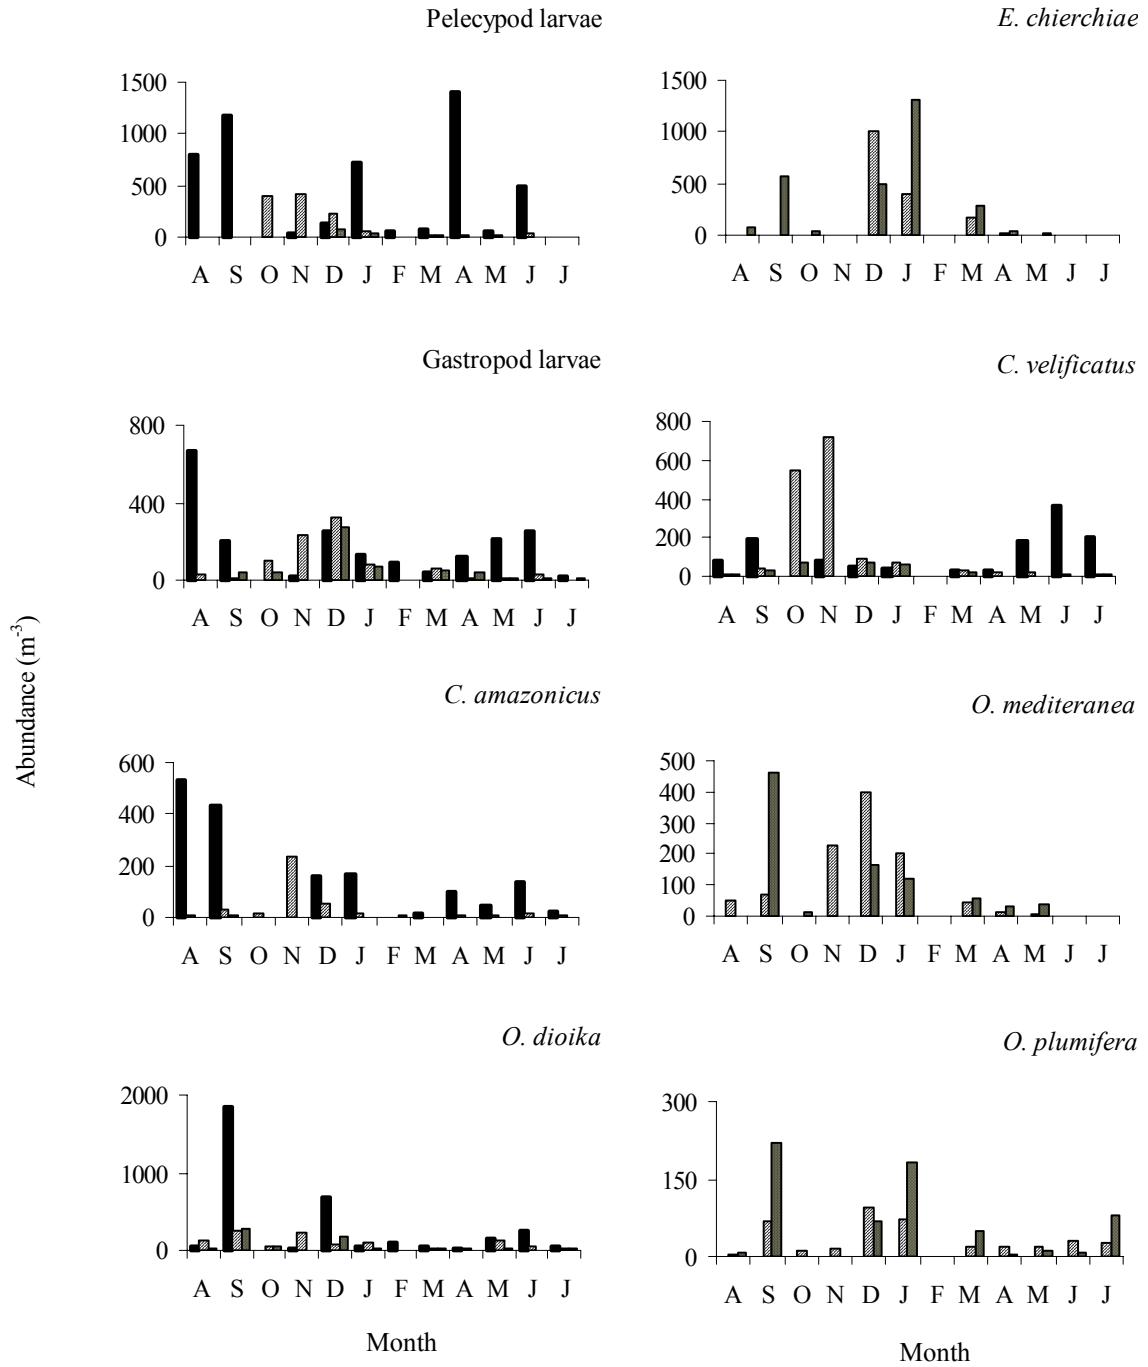 Pelecypod larvae
E. chierchiae
1500
1000
500
0
A S O N D J F M A M J J
1500
1000
500
0
A S O N D J F M A M J J
Gastropod larvae
C. velificatus
800
400
0
A S O N D J F M A M J J
800
600
400
200
0
A S O N D J F M A M J J
Abundance (m-3)
C. amazonicus
O. mediteranea
600
400
200
0
A S O N D J F M A M J J
500
400
300
200
100
0
A S O N D J F M A M J J
O. dioika
O. plumifera
2000
1000
0
A S O N D J F M A M J J
300
150
0
A S O N D J F M A M J J
Month
Month